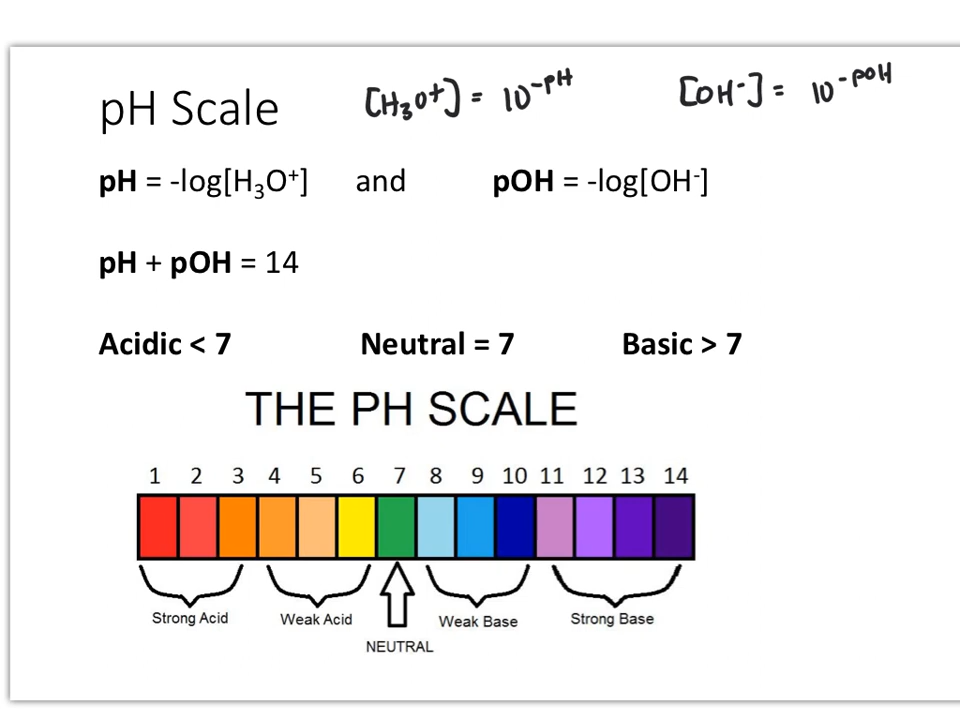 pH Scale [H₃O⁺] = 10⁻ᵖᴴ [OH⁻] = 10⁻ᵖᴼᴴ
pH = -log[H₃O⁺] and pOH = -log[OH⁻]
pH + pOH = 14
Acidic < 7 Neutral = 7 Basic > 7
THE PH SCALE
1 2 3 4 5 6 7 8 9 10 11 12 13 14
Strong Acid Weak Acid Weak Base Strong Base
NEUTRAL